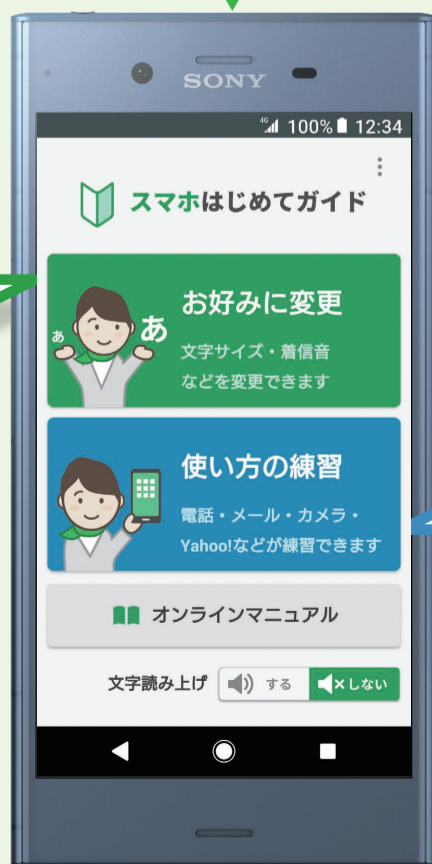 SONY
4G 100% 12:34
スマホはじめてガイド
お好みに変更
あ あ
文字サイズ・着信音
などを変更できます
使い方の練習
電話・メール・カメラ・
Yahoo!などが練習できます
オンラインマニュアル
文字読み上げ する しない